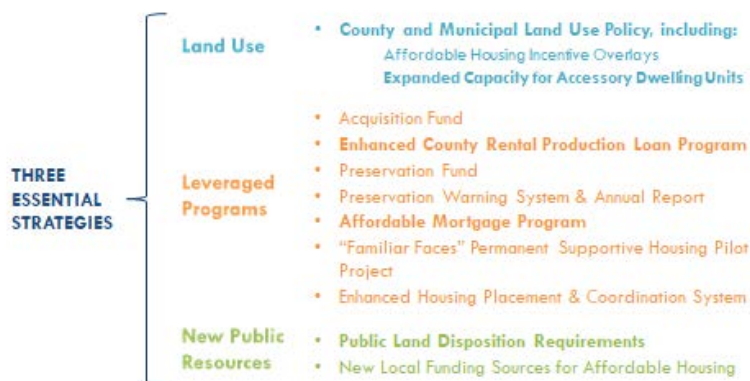 THREE
ESSENTIAL
STRATEGIES
Land Use
• County and Municipal Land Use Policy, including:
Affordable Housing Incentive Overlays
Expanded Capacity for Accessory Dwelling Units
Leveraged
Programs
• Acquisition Fund
• Enhanced County Rental Production Loan Program
• Preservation Fund
• Preservation Warning System & Annual Report
• Affordable Mortgage Program
• “Familiar Faces” Permanent Supportive Housing Pilot
Project
• Enhanced Housing Placement & Coordination System
New Public
Resources
• Public Land Disposition Requirements
• New Local Funding Sources for Affordable Housing